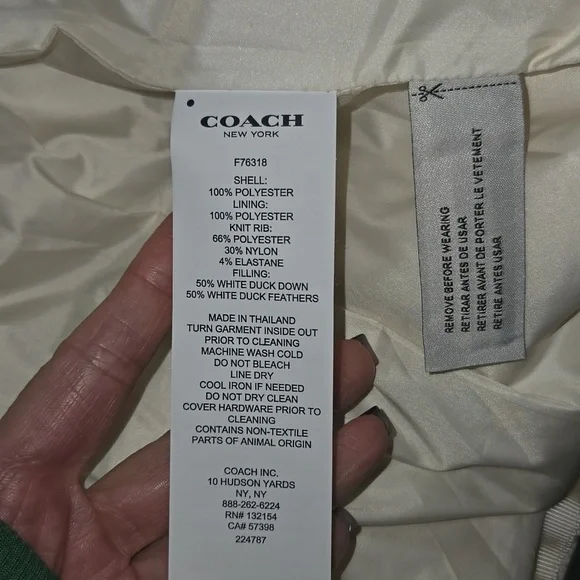 COACH
NEW YORK
F76318
SHELL:
100% POLYESTER
LINING:
100% POLYESTER
KNIT RIB:
66% POLYESTER
30% NYLON
4% ELASTANE
FILLING:
50% WHITE DUCK DOWN
50% WHITE DUCK FEATHERS
MADE IN THAILAND
TURN GARMENT INSIDE OUT
PRIOR TO CLEANING
MACHINE WASH COLD
DO NOT BLEACH
LINE DRY
COOL IRON IF NEEDED
DO NOT DRY CLEAN
COVER HARDWARE PRIOR TO
CLEANING
CONTAINS NON-TEXTILE
PARTS OF ANIMAL ORIGIN
COACH INC.
10 HUDSON YARDS
NY, NY
888-262-6224
RN# 132154
CA# 57398
224787
REMOVE BEFORE WEARING
RETIRAR ANTES DE USAR
RETIRER AVANT DE PORTER LE VETEMENT
RETIRE ANTES USAR